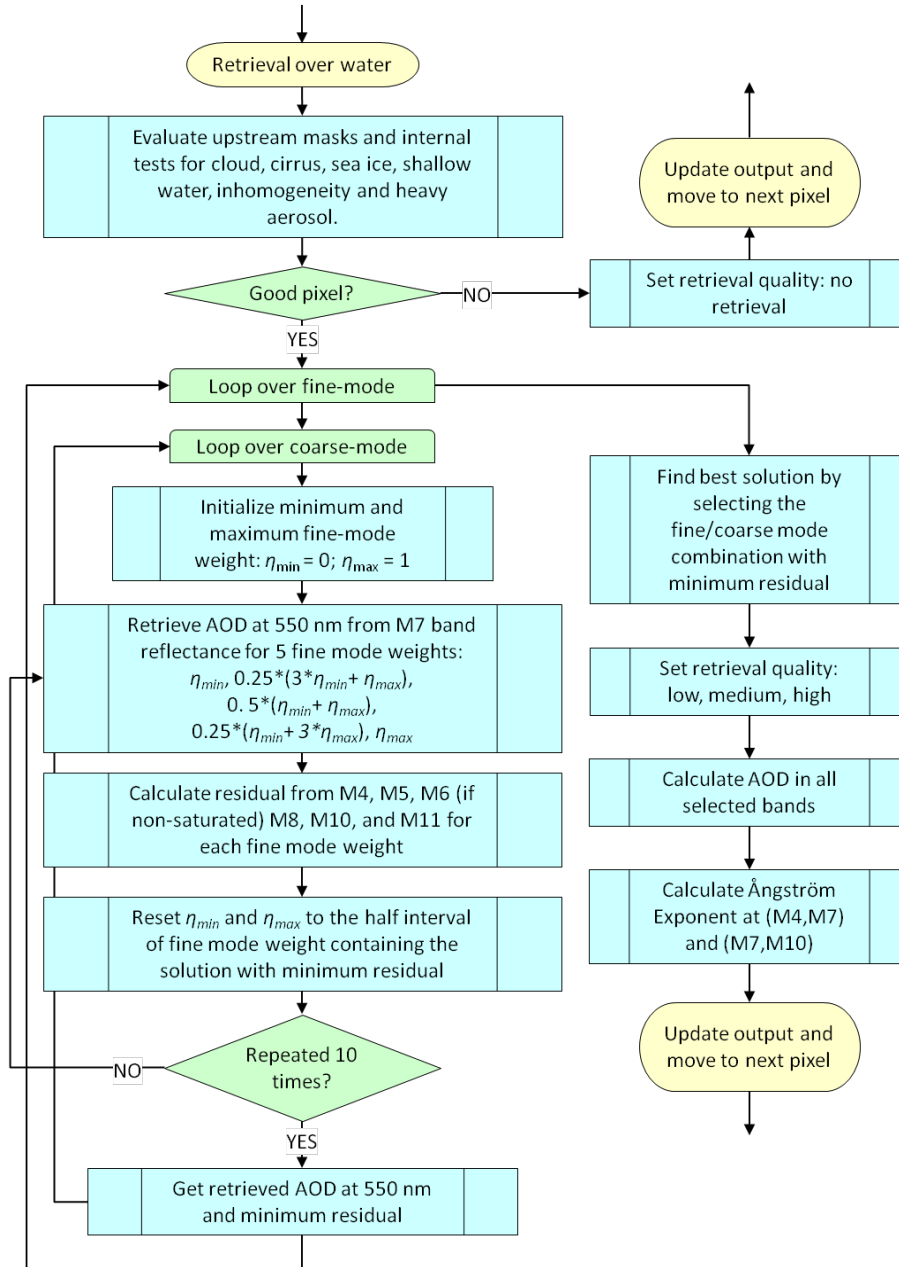 Retrieval over water
Evaluate upstream masks and internal
tests for cloud, cirrus, sea ice, shallow
water, inhomogeneity and heavy
aerosol.
Good pixel?
NO
YES
Set retrieval quality: no
retrieval
Update output and
move to next pixel
Loop over fine-mode
Loop over coarse-mode
Initialize minimum and
maximum fine-mode
weight: ηmin = 0; ηmax = 1
Retrieve AOD at 550 nm from M7 band
reflectance for 5 fine mode weights:
ηmin, 0.25*(3*ηmin+ ηmax),
0. 5*(ηmin+ ηmax),
0.25*(ηmin+ 3*ηmax), ηmax
Calculate residual from M4, M5, M6 (if
non-saturated) M8, M10, and M11 for
each fine mode weight
Reset ηmin and ηmax to the half interval
of fine mode weight containing the
solution with minimum residual
Repeated 10
times?
NO
YES
Get retrieved AOD at 550 nm
and minimum residual
Find best solution by
selecting the
fine/coarse mode
combination with
minimum residual
Set retrieval quality:
low, medium, high
Calculate AOD in all
selected bands
Calculate Ångström
Exponent at (M4,M7)
and (M7,M10)
Update output and
move to next pixel